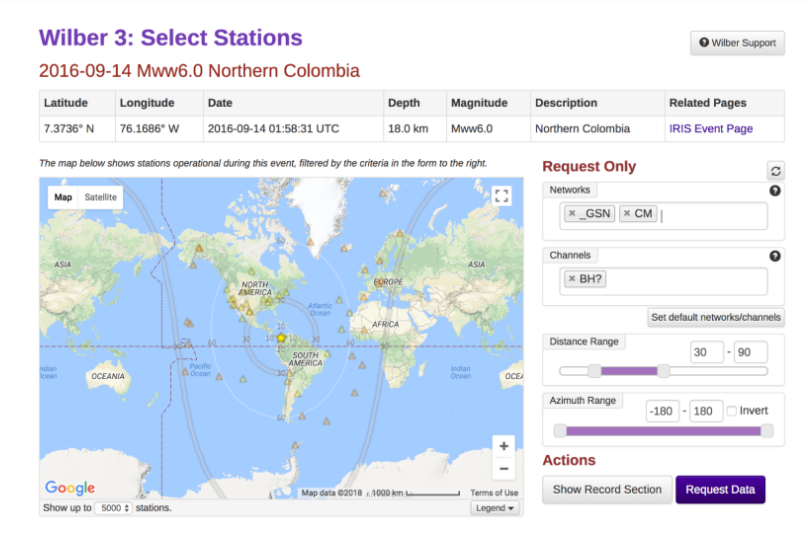 Wilber 3: Select Stations
Wilber Support
2016-09-14 Mww6.0 Northern Colombia
Latitude Longitude Date Depth Magnitude Description Related Pages
7.3736° N 76.1686° W 2016-09-14 01:58:31 UTC 18.0 km Mww6.0 Northern Colombia IRIS Event Page
The map below shows stations operational during this event, filtered by the criteria in the form to the right.
Map Satellite
ASIA
NORTH AMERICA
Atlantic Ocean
EUROPE
ASIA
AFRICA
SOUTH AMERICA
Pacific Ocean
OCEANIA
Indian Ocean
OCEA
Google
Map data ©2018
1000 km
Terms of Use
Show up to 5000 stations.
Legend
Request Only
Networks
× _GSN × CM
Channels
× BH?
Set default networks/channels
Distance Range
30 - 90
Azimuth Range
-180 - 180 Invert
Actions
Show Record Section Request Data